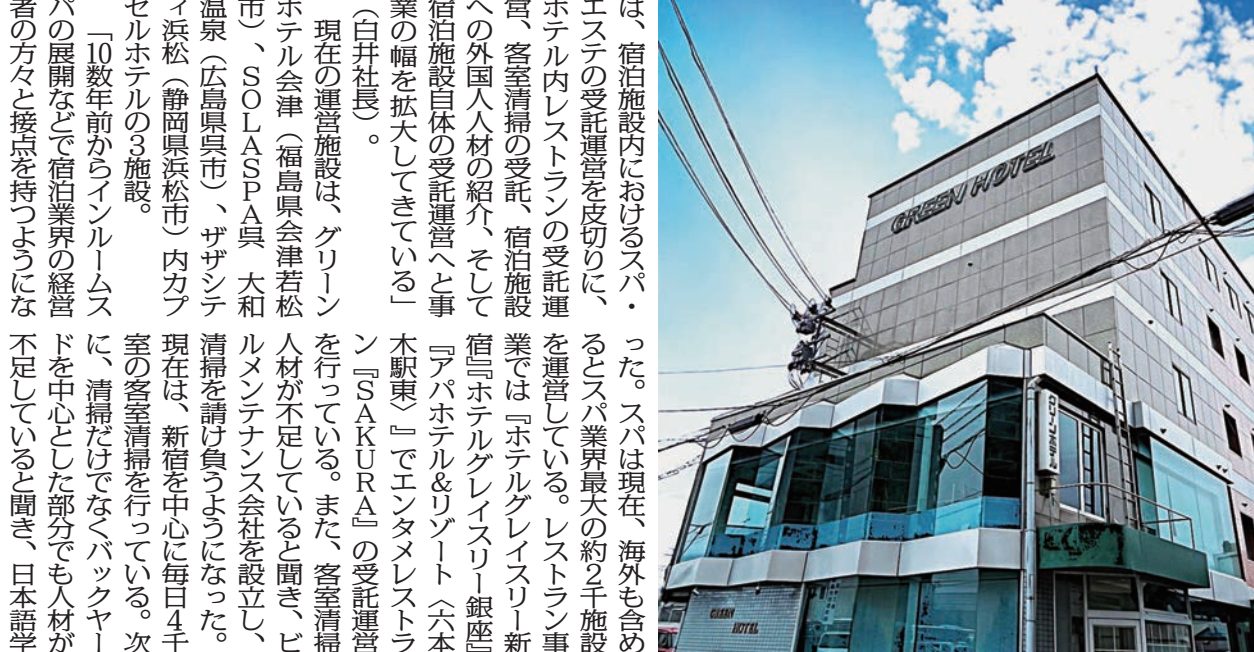 は、宿泊施設内におけるスパ・
エステの受託運営を皮切りに、
ホテル内レストランの受託運
営、客室清掃の受託、宿泊施設
への外国人人材の紹介、そして
宿泊施設自体の受託運営へと事
業の幅を拡大してきている」
（白井社長）。
現在の運営施設は、グリーン
ホテル会津（福島県会津若松
市）、ＳＯＬＡＳＰＡ呉　大和
温泉（広島県呉市）、ザザシテ
ィ浜松（静岡県浜松市）内カプ
セルホテルの３施設。
「10数年前からインルームス
パの展開などで宿泊業界の経営
者の方々と接点を持つようにな
った。スパは現在、海外も含め
るとスパ業界最大の約２千施設
を運営している。レストラン事
業では『ホテルグレイスリー新
宿』『ホテルグレイスリー銀座』
『アパホテル＆リゾート〈六本
木駅東〉』でエンタメレストラ
ン『ＳＡＫＵＲＡ』の受託運営
を行っている。また、客室清掃
人材が不足していると聞き、ビ
ルメンテナンス会社を設立し、
清掃を請け負うようになった。
現在は、新宿を中心に毎日４千
室の客室清掃を行っている。次
に、清掃だけでなくバックヤー
ドを中心とした部分でも人材が
不足していると聞き、日本語学
GREEN HOTEL
グリーンホテル
GREEN
HOTEL